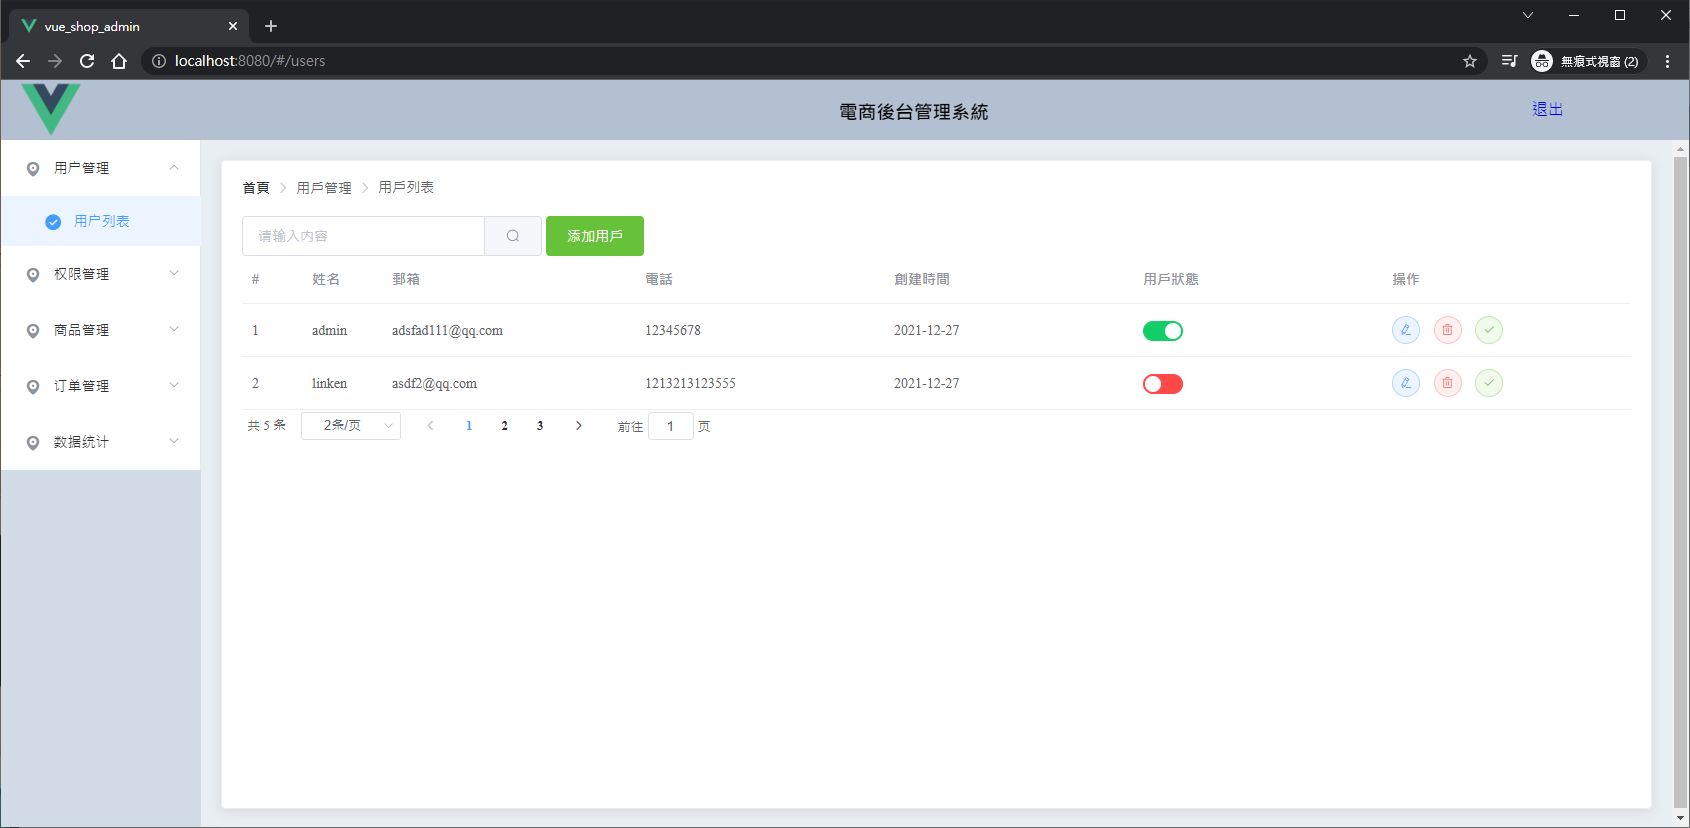 vue_shop_admin
localhost:8080/#/users
無痕式視窗 (2)
電商後台管理系統
退出
用户管理
用户列表
权限管理
商品管理
订单管理
数据统计
首頁 用戶管理 用戶列表
请输入内容 添加用戶
# 姓名 郵箱 電話 創建時間 用戶狀態 操作
1 admin adsfad111@qq.com 12345678 2021-12-27
2 linken asdf2@qq.com 1213213123555 2021-12-27
共 5 条 2条/页 1 2 3 前往 1 页